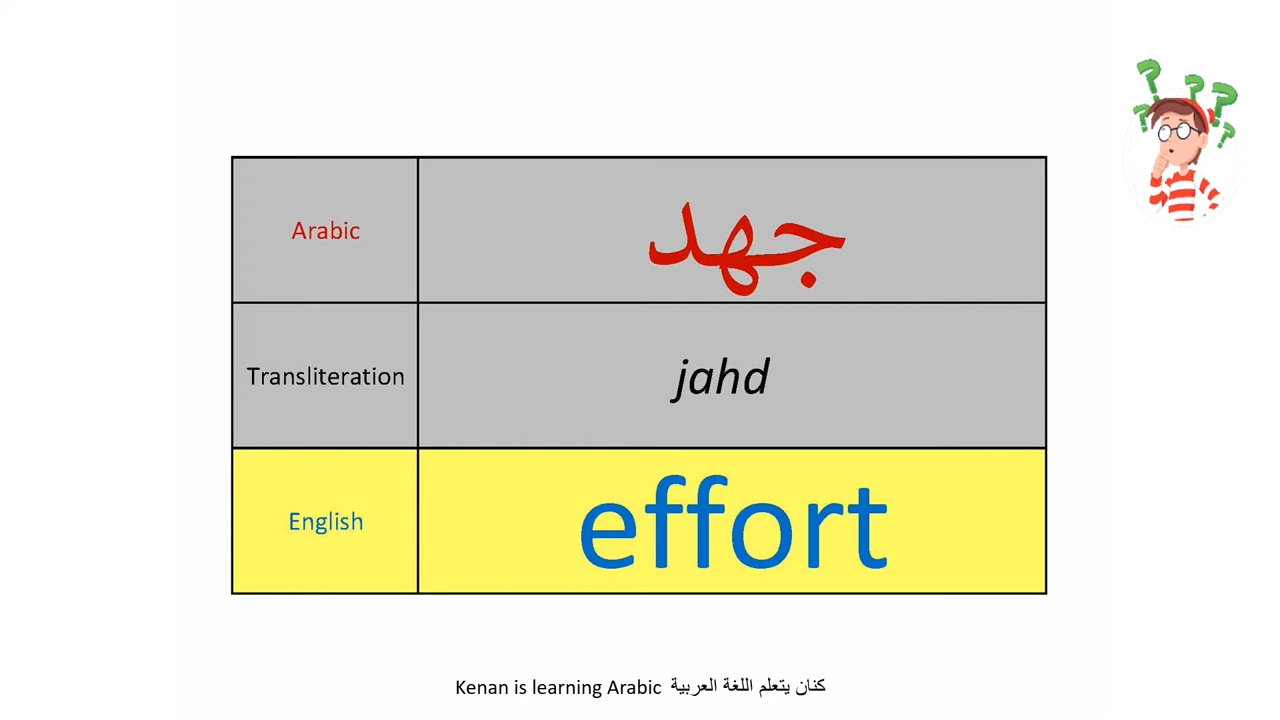 Arabic جهد
Transliteration jahd
English effort
Kenan is learning Arabic كنان يتعلم اللغة العربية